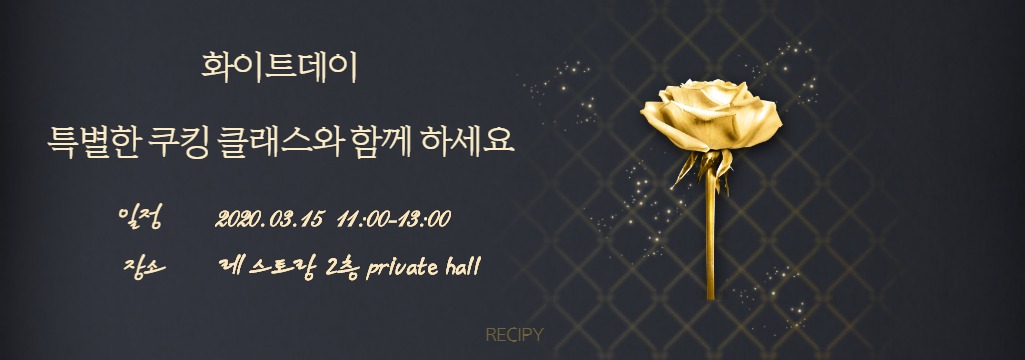 화이트데이
특별한 쿠킹 클래스와 함께 하세요
일정 2020.03.15 11:00-13:00
장소 레스토랑 2층 private hall
RECIPY